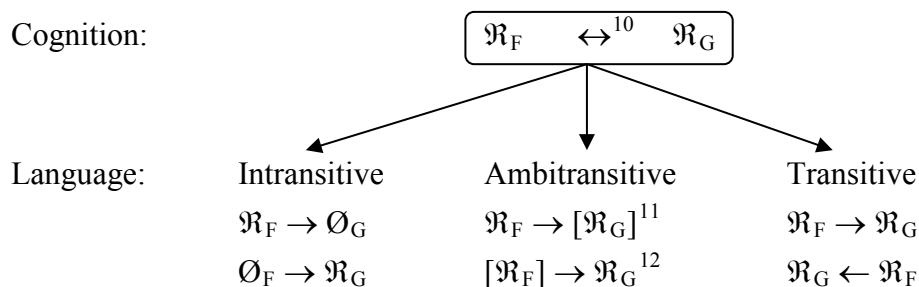 Cognition: ℜF ↔10 ℜG
Language: Intransitive Ambitransitive Transitive
ℜF → ØG ℜF → [ℜG]11 ℜF → ℜG
ØF → ℜG [ℜF] → ℜG12 ℜG ← ℜF